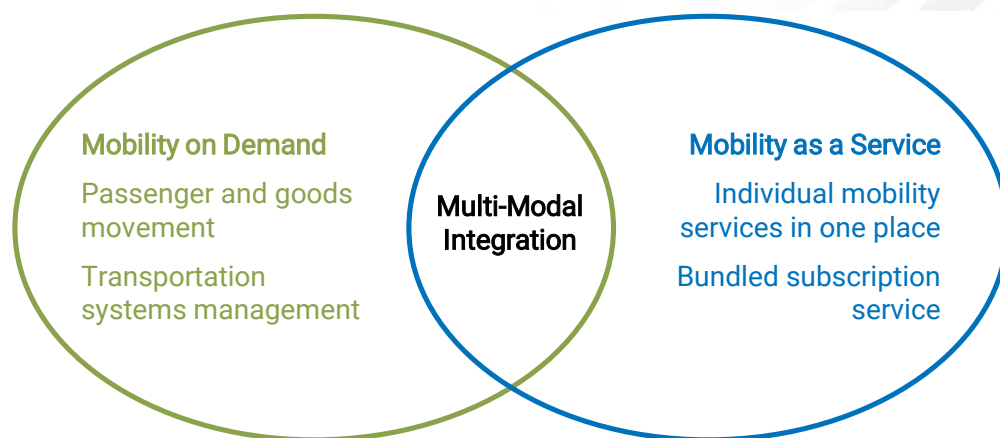 Mobility on Demand
Passenger and goods
movement
Transportation
systems management
Multi-Modal
Integration
Mobility as a Service
Individual mobility
services in one place
Bundled subscription
service